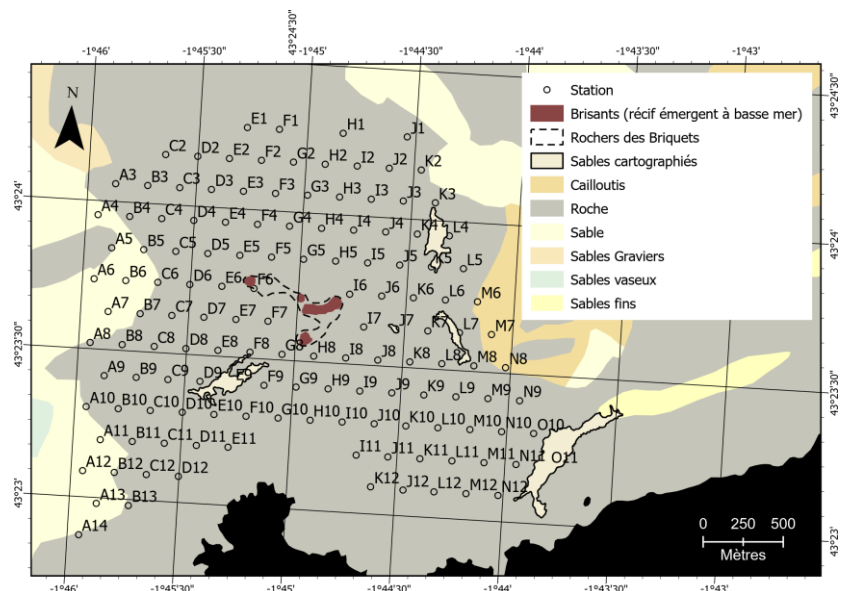 43°24'30"
-1°46' -1°45'30" -1°45' -1°44'30" -1°44' -1°43'30" -1°43'
N
43°24'30"
43°24'
43°24'
43°23'30"
43°23'30"
43°23'
43°23'
Station
Brisants (récif émergent à basse mer)
Rochers des Briquets
Sables cartographiés
Cailloutis
Roche
Sable
Sables Graviers
Sables vaseux
Sables fins
E1 F1 H1 J1
C2 D2 E2 F2 G2 H2 I2 J2 K2
A3 B3 C3 D3 E3 F3 G3 H3 I3 J3 K3
A4 B4 C4 D4 E4 F4 G4 H4 I4 J4 K4 L4
A5 B5 C5 D5 E5 F5 G5 H5 I5 J5 K5 L5
A6 B6 C6 D6 E6 F6 I6 J6 K6 L6 M6
A7 B7 C7 D7 E7 F7 I7 J7 K7 L7 M7
A8 B8 C8 D8 E8 F8 G8 H8 I8 J8 K8 L8 M8 N8
A9 B9 C9 D9 E9 F9 G9 H9 I9 J9 K9 L9 M9 N9
A10 B10 C10 D10 E10 F10 G10 H10 I10 J10 K10 L10 M10 N10 O10
A11 B11 C11 D11 E11 I11 J11 K11 L11 M11 N11 O11
A12 B12 C12 D12 K12 J12 L12 M12 N12
A13 B13
A14
0 250 500
Mètres
-1°46' -1°45'30" -1°45' -1°44'30" -1°44' -1°43'30" -1°43'